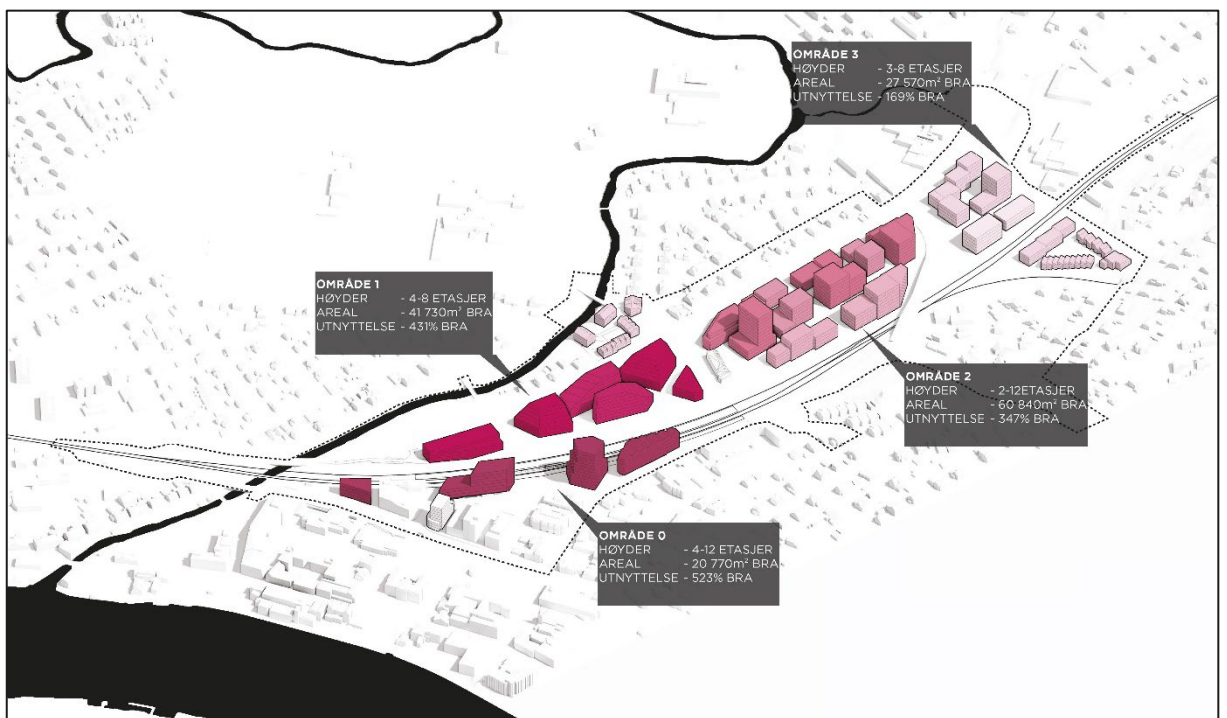 OMRÅDE 3
HØYDER - 3-8 ETASJER
AREAL - 27 570m² BRA
UTNYTTELSE - 169% BRA
OMRÅDE 1
HØYDER - 4-8 ETASJER
AREAL - 41 730m² BRA
UTNYTTELSE - 431% BRA
OMRÅDE 2
HØYDER - 2-12ETASJER
AREAL - 60 840m² BRA
UTNYTTELSE - 347% BRA
OMRÅDE 0
HØYDER - 4-12 ETASJER
AREAL - 20 770m² BRA
UTNYTTELSE - 523% BRA